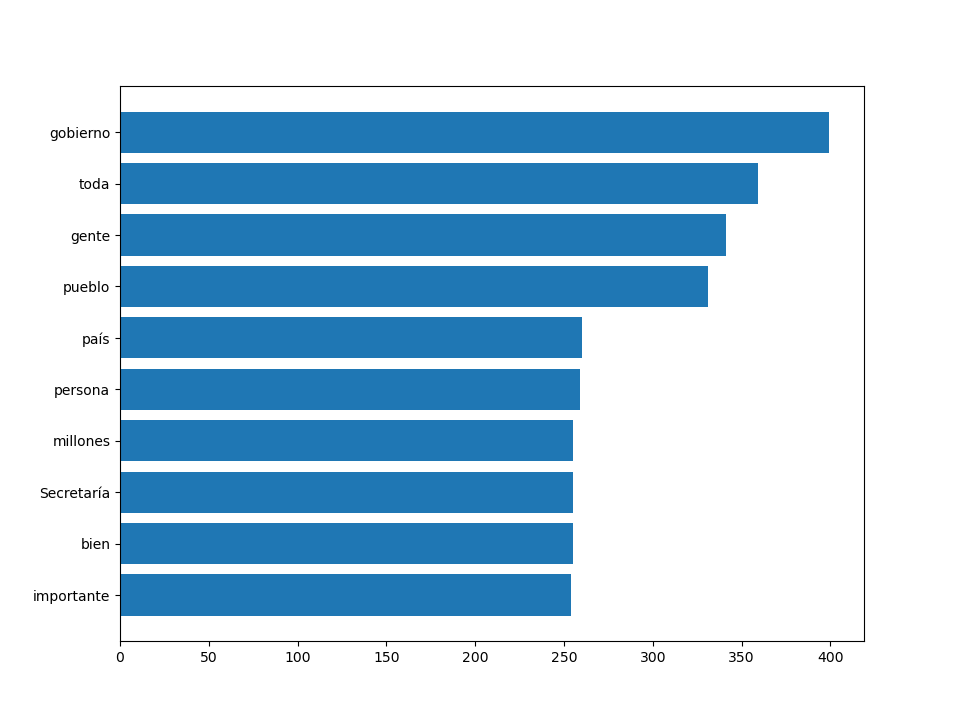 gobierno
toda
gente
pueblo
país
persona
millones
Secretaría
bien
importante
0 50 100 150 200 250 300 350 400